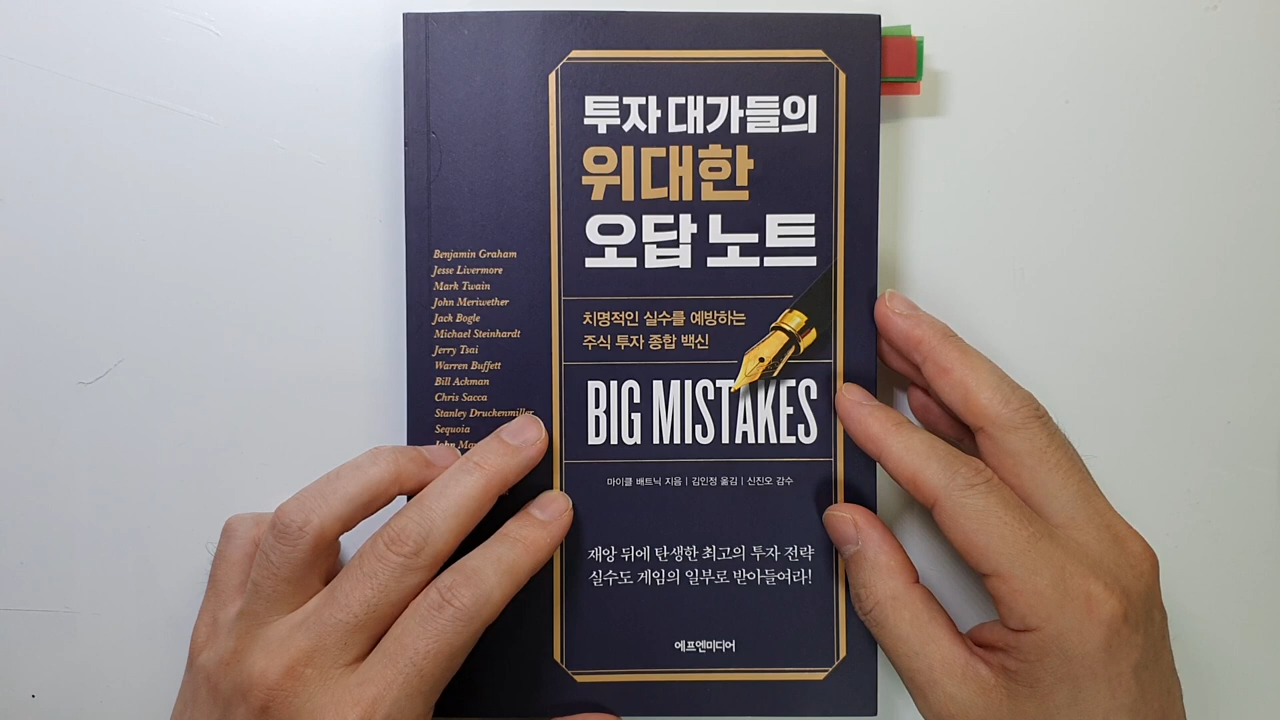 투자 대가들의
위대한
오답 노트
치명적인 실수를 예방하는
주식 투자 종합 백신
BIG MISTAKES
마이클 배트닉 지음 | 김인정 옮김 | 신진오 감수
재앙 뒤에 탄생한 최고의 투자 전략
실수도 게임의 일부로 받아들여라!
에프엔미디어
Benjamin Graham
Jesse Livermore
Mark Twain
John Meriwether
Jack Bogle
Michael Steinhardt
Jerry Tsai
Warren Buffett
Bill Ackman
Chris Sacca
Stanley Druckenmiller
Sequoia
John